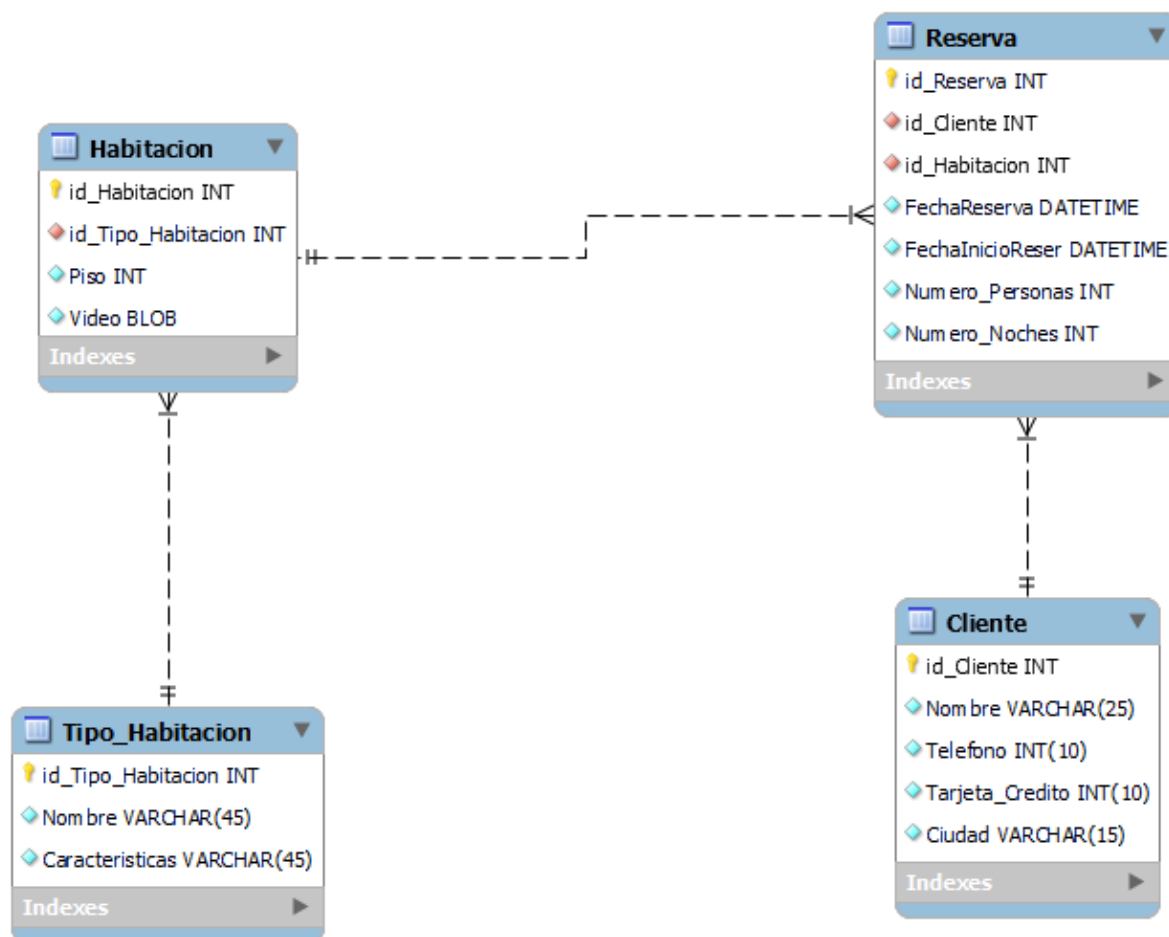 Habitacion
id_Habitacion INT
id_Tipo_Habitacion INT
Piso INT
Video BLOB
Indexes
Reserva
id_Reserva INT
id_Cliente INT
id_Habitacion INT
FechaReserva DATETIME
FechaInicioReser DATETIME
Numero_Personas INT
Numero_Noches INT
Indexes
Tipo_Habitacion
id_Tipo_Habitacion INT
Nombre VARCHAR(45)
Caracteristicas VARCHAR(45)
Indexes
Cliente
id_Cliente INT
Nombre VARCHAR(25)
Telefono INT(10)
Tarjeta_Credito INT(10)
Ciudad VARCHAR(15)
Indexes